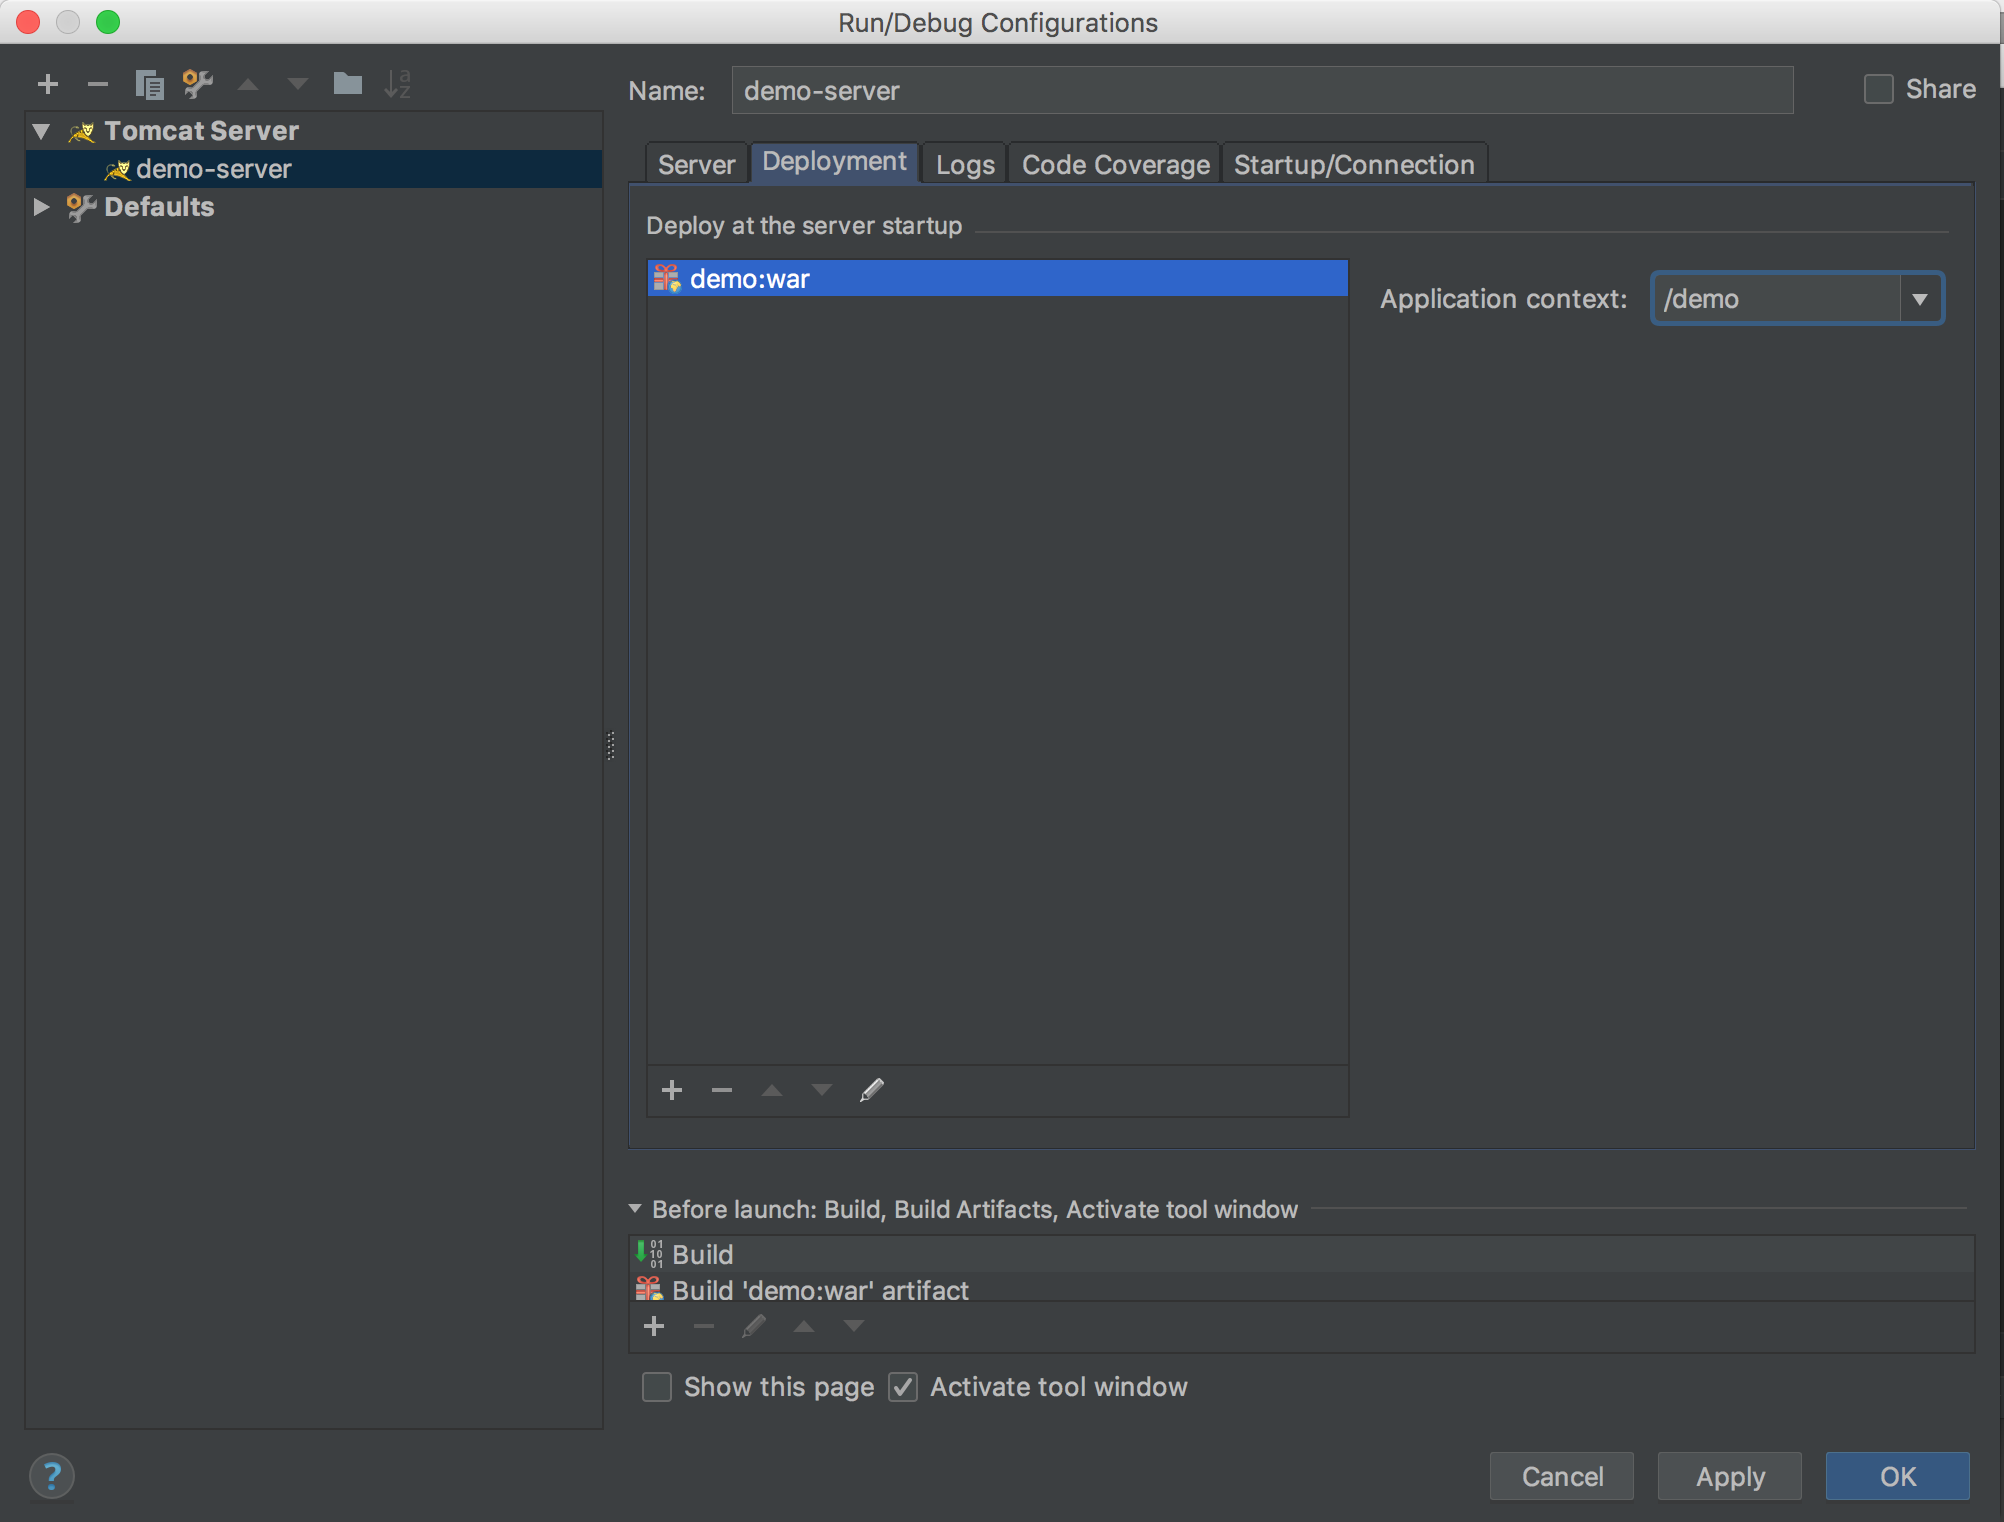 Run/Debug Configurations
Name: demo-server Share
Tomcat Server
demo-server
Defaults
Server Deployment Logs Code Coverage Startup/Connection
Deploy at the server startup
demo:war
Application context: /demo
Before launch: Build, Build Artifacts, Activate tool window
Build
Build 'demo:war' artifact
Show this page Activate tool window
? Cancel Apply OK